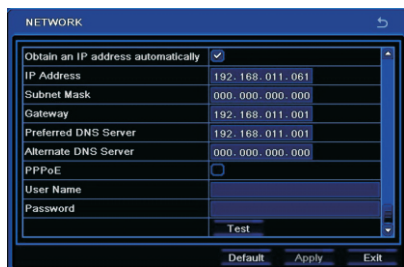 NETWORK
Obtain an IP address automatically
IP Address 192.168.011.061
Subnet Mask 000.000.000.000
Gateway 192.168.011.001
Preferred DNS Server 192.168.011.001
Alternate DNS Server 000.000.000.000
PPPoE
User Name
Password
Test
Default Apply Exit